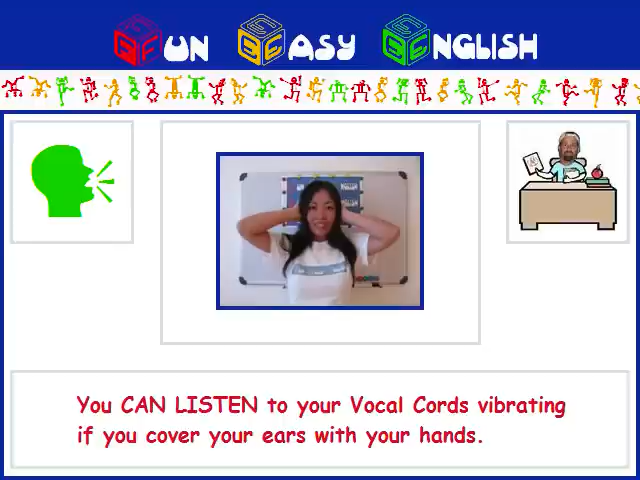 FUN EASY ENGLISH
You CAN LISTEN to your Vocal Cords vibrating
if you cover your ears with your hands.